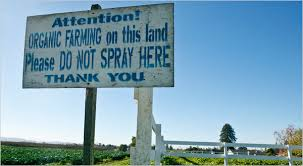 Attention!
ORGANIC FARMING on this land
Please DO NOT SPRAY HERE
THANK YOU